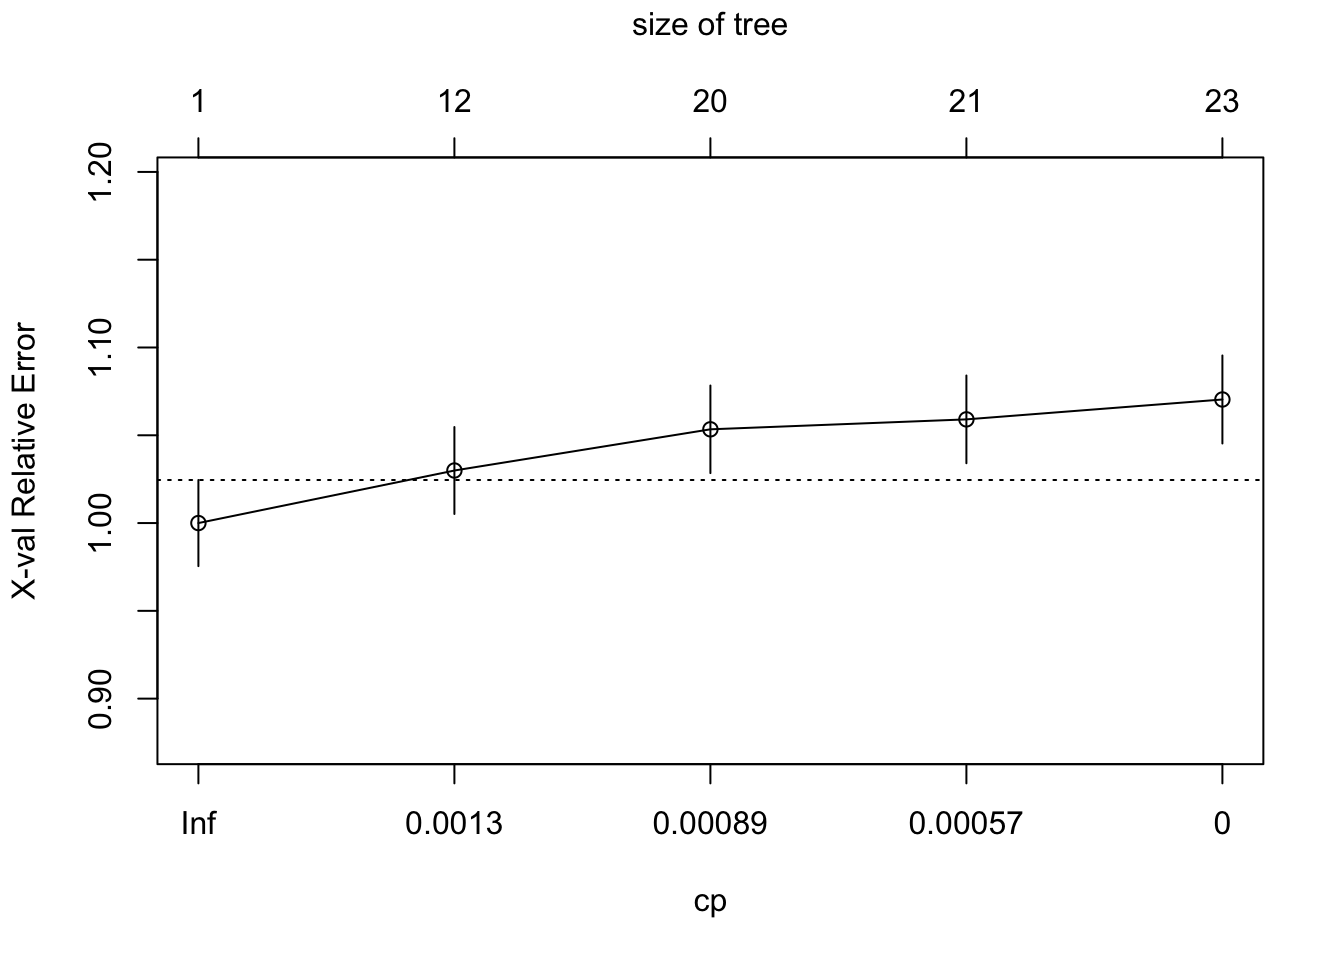 size of tree
1 12 20 21 23
1.20
1.10
1.00
0.90
X-val Relative Error
Inf 0.0013 0.00089 0.00057 0
cp